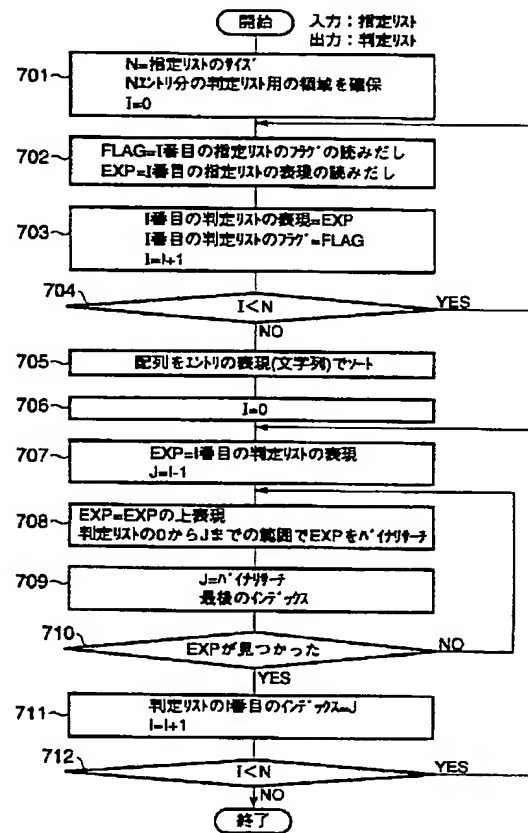 開始
入力：指定リスト
出力：判定リスト
701
N=指定リストのサイズ
Nエントリ分の判定リスト用の領域を確保
I=0
702
FLAG=I番目の指定リストのフラグの読みだし
EXP=I番目の指定リストの表現の読みだし
703
I番目の判定リストの表現=EXP
I番目の判定リストのフラグ=FLAG
I=I+1
704
I<N
YES
NO
705
配列をエントリの表現(文字列)でソート
706
I=0
707
EXP=I番目の判定リストの表現
J=I-1
708
EXP=EXPの上表現
判定リストの0からJまでの範囲でEXPをバイナリサーチ
709
J=バイナリサーチ
最後のインデックス
710
EXPが見つかった
NO
YES
711
判定リストのI番目のインデックス=J
I=I+1
712
I<N
YES
NO
終了